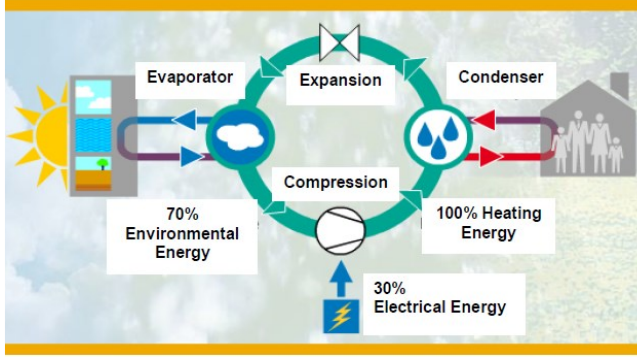 Evaporator
Expansion
Condenser
Compression
70%
Environmental
Energy
100% Heating
Energy
30%
Electrical Energy